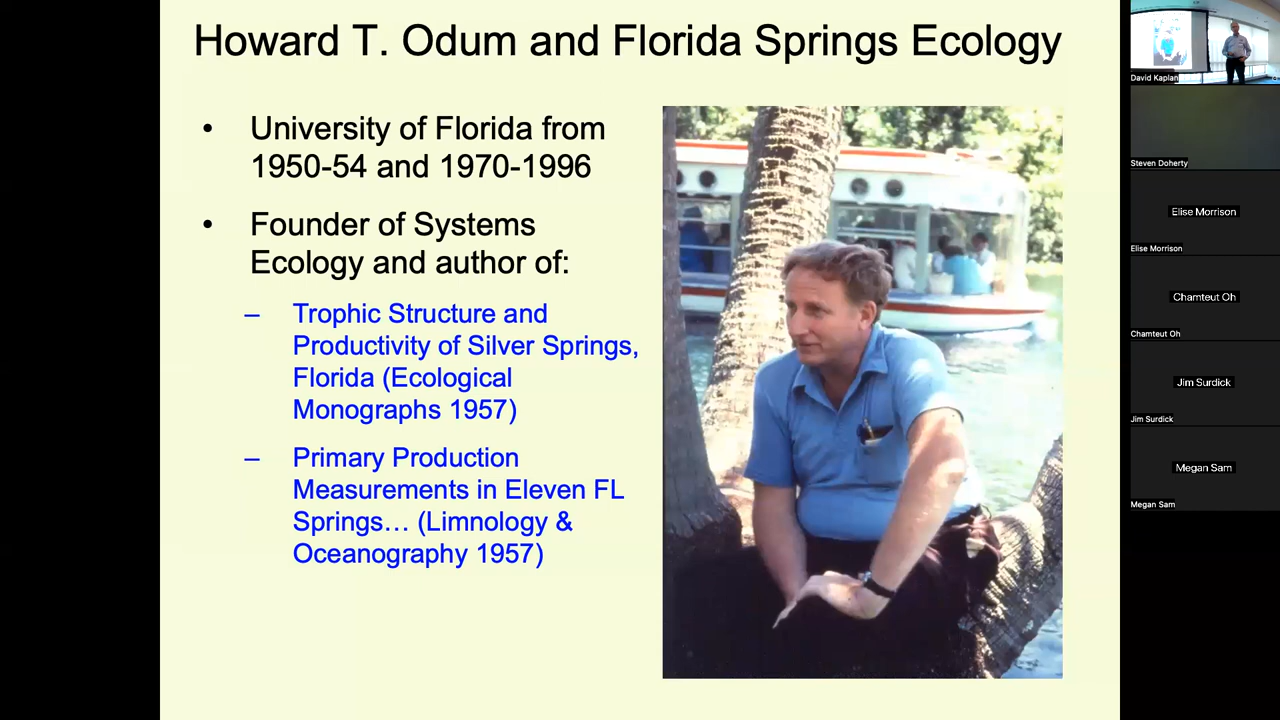 Howard T. Odum and Florida Springs Ecology
• University of Florida from
1950-54 and 1970-1996
• Founder of Systems
Ecology and author of:
– Trophic Structure and
Productivity of Silver Springs,
Florida (Ecological
Monographs 1957)
– Primary Production
Measurements in Eleven FL
Springs… (Limnology &
Oceanography 1957)
David Kaplan
Steven Doherty
Elise Morrison
Elise Morrison
Chamteut Oh
Chamteut Oh
Jim Surdick
Jim Surdick
Megan Sam
Megan Sam